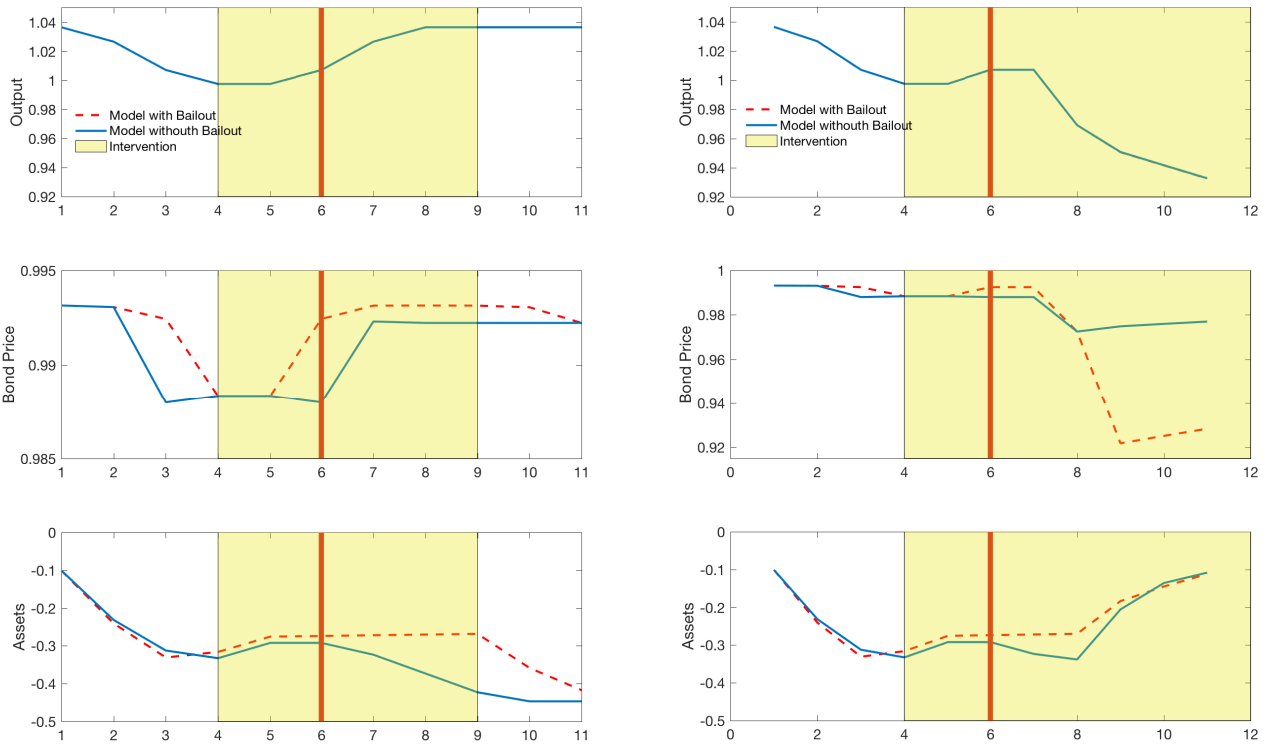 1.04
1.02
1
0.98
0.96
0.94
0.92
Output
Model with Bailout
Model withouth Bailout
Intervention
1 2 3 4 5 6 7 8 9 10 11
1.04
1.02
1
0.98
0.96
0.94
0.92
Output
Model with Bailout
Model withouth Bailout
Intervention
0 2 4 6 8 10 12
0.995
0.99
0.985
Bond Price
1 2 3 4 5 6 7 8 9 10 11
1
0.98
0.96
0.94
0.92
Bond Price
0 2 4 6 8 10 12
0
-0.1
-0.2
-0.3
-0.4
-0.5
Assets
1 2 3 4 5 6 7 8 9 10 11
0
-0.1
-0.2
-0.3
-0.4
-0.5
Assets
0 2 4 6 8 10 12